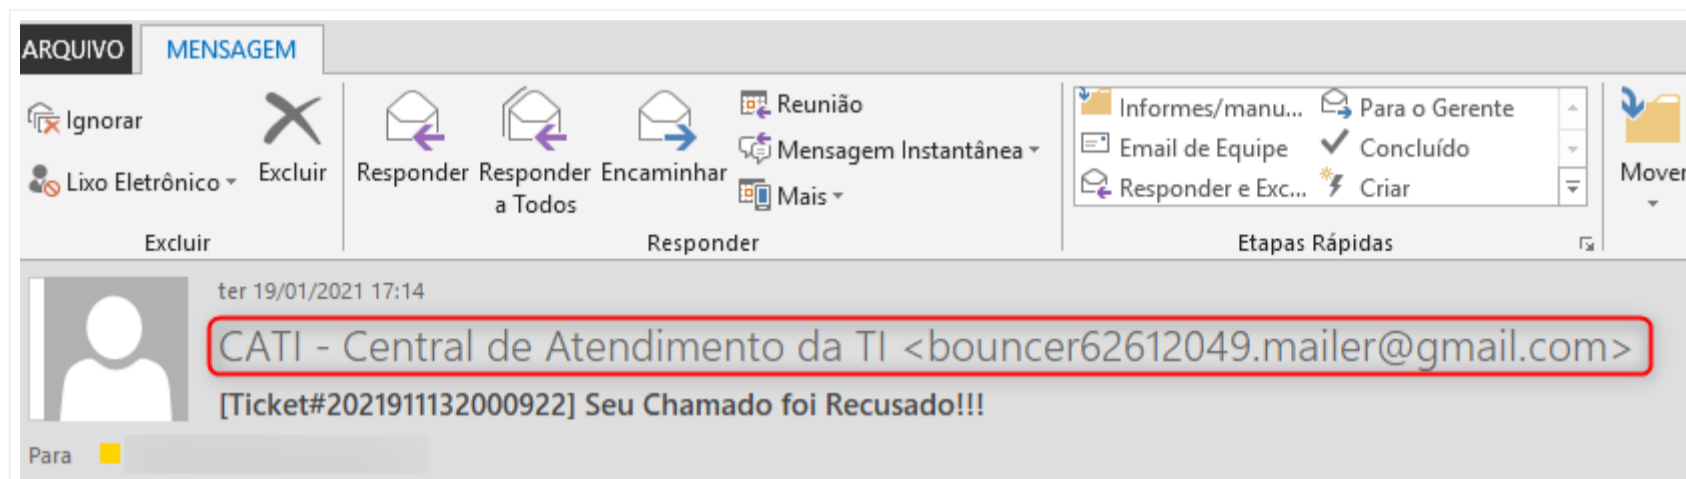 ARQUIVO MENSAGEM
Ignorar
Lixo Eletrônico
Excluir
Excluir
Responder
Responder a Todos
Encaminhar
Reunião
Mensagem Instantânea
Mais
Responder
Informes/manu...
Email de Equipe
Responder e Exc...
Para o Gerente
Concluído
Criar
Etapas Rápidas
Mover
ter 19/01/2021 17:14
CATI - Central de Atendimento da TI <bouncer62612049.mailer@gmail.com>
[Ticket#2021911132000922] Seu Chamado foi Recusado!!!
Para